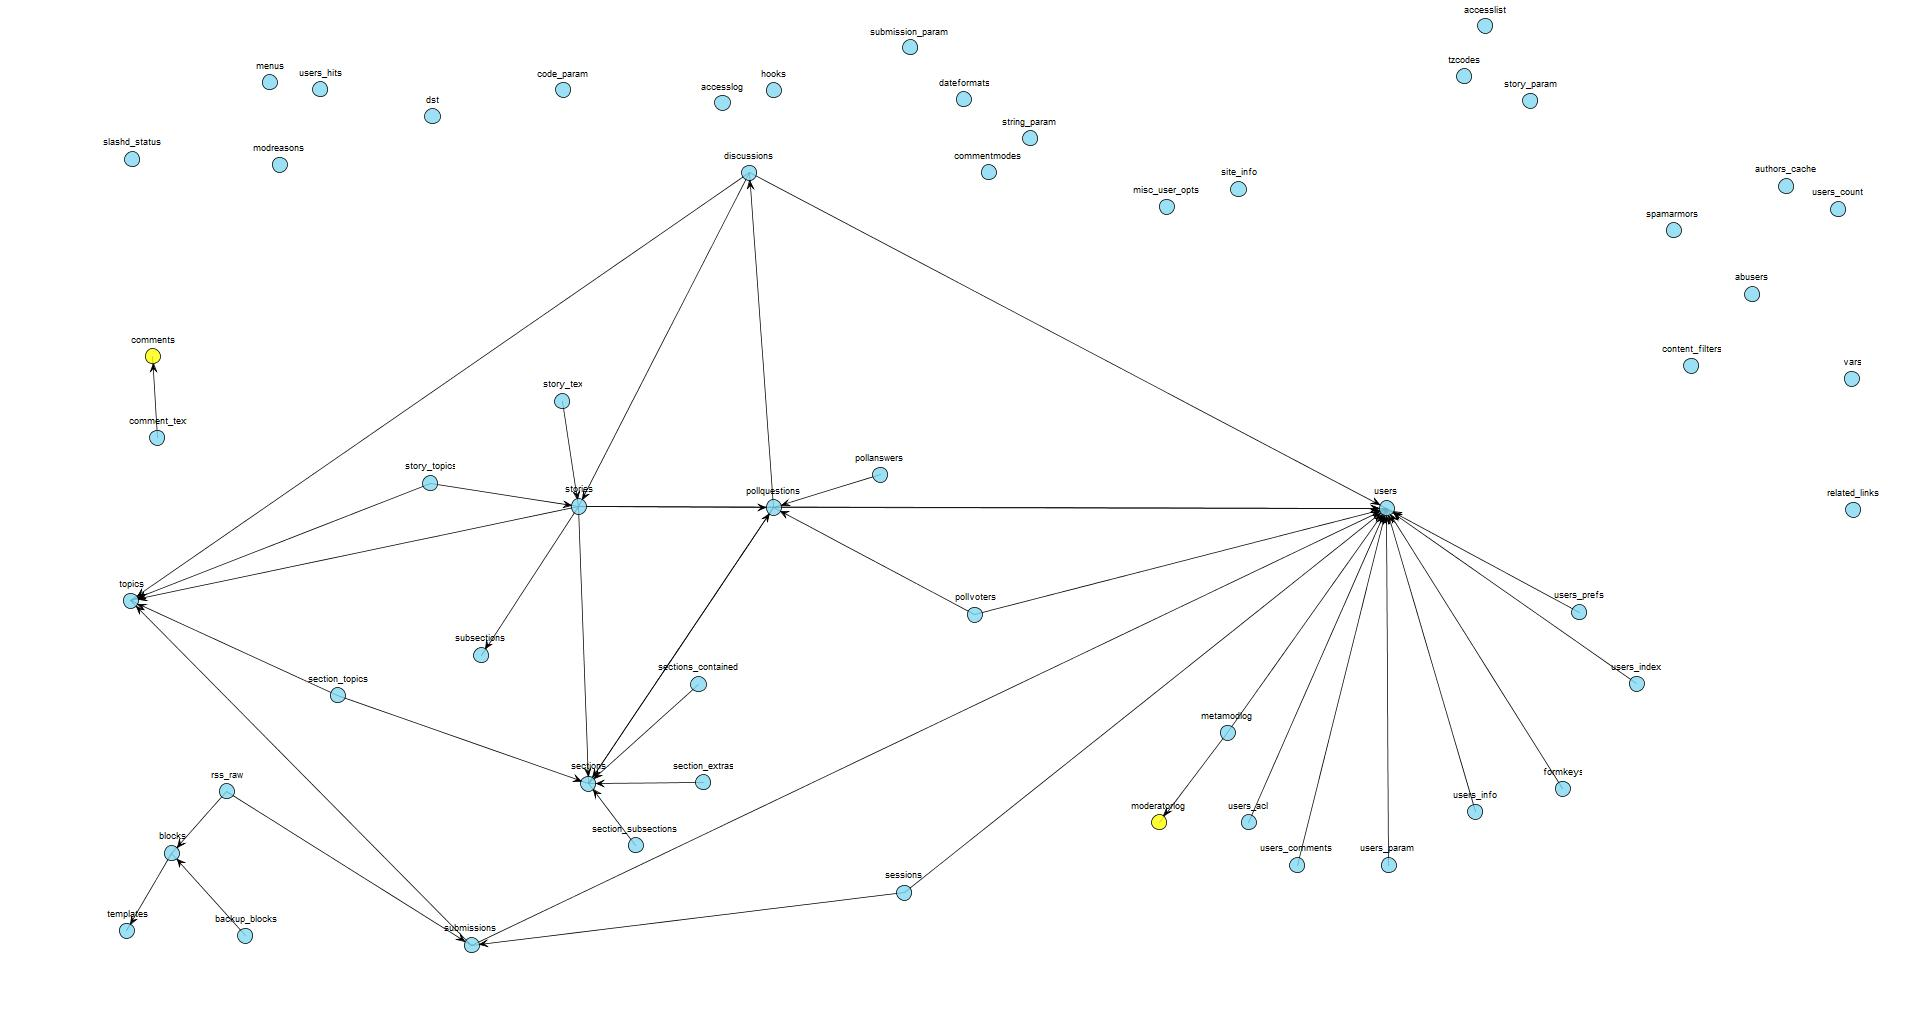 accesslist
submission_param
tzcodes
menus
users_hits
code_param
hooks
accesslog
dateformats
story_param
dst
string_param
slashd_status
modreasons
discussions
commentmodes
site_info
authors_cache
misc_user_opts
users_count
spamarmors
abusers
comments
content_filters
vars
story_tex
comment_tex
story_topics
pollanswers
stories
pollquestions
users
related_links
topics
pollvoters
users_prefs
subsections
sections_contained
users_index
section_topics
metamodlog
sections
section_extras
rss_raw
formkeys
users_info
moderatorlog
users_acl
blocks
section_subsections
users_comments
users_param
sessions
templates
backup_blocks
submissions